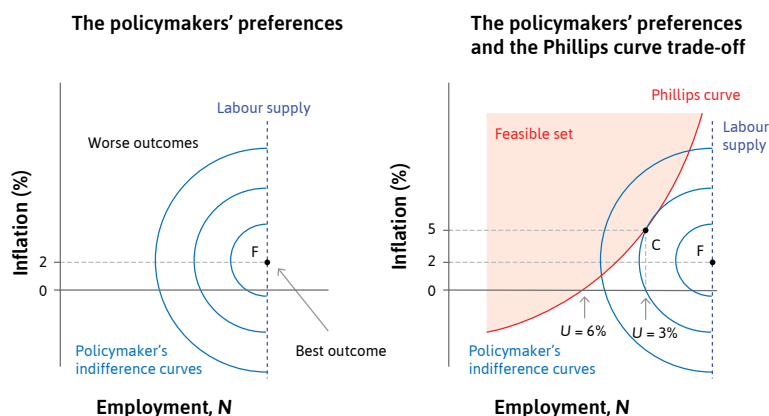 The policymakers' preferences
Labour supply
Worse outcomes
Inflation (%)
F
2
0
Best outcome
Policymaker's
indifference curves
Employment, N
The policymakers' preferences
and the Phillips curve trade-off
Phillips curve
Feasible set
Labour
supply
Inflation (%)
5
C
2
F
0
U = 6%
U = 3%
Policymaker's
indifference curves
Employment, N